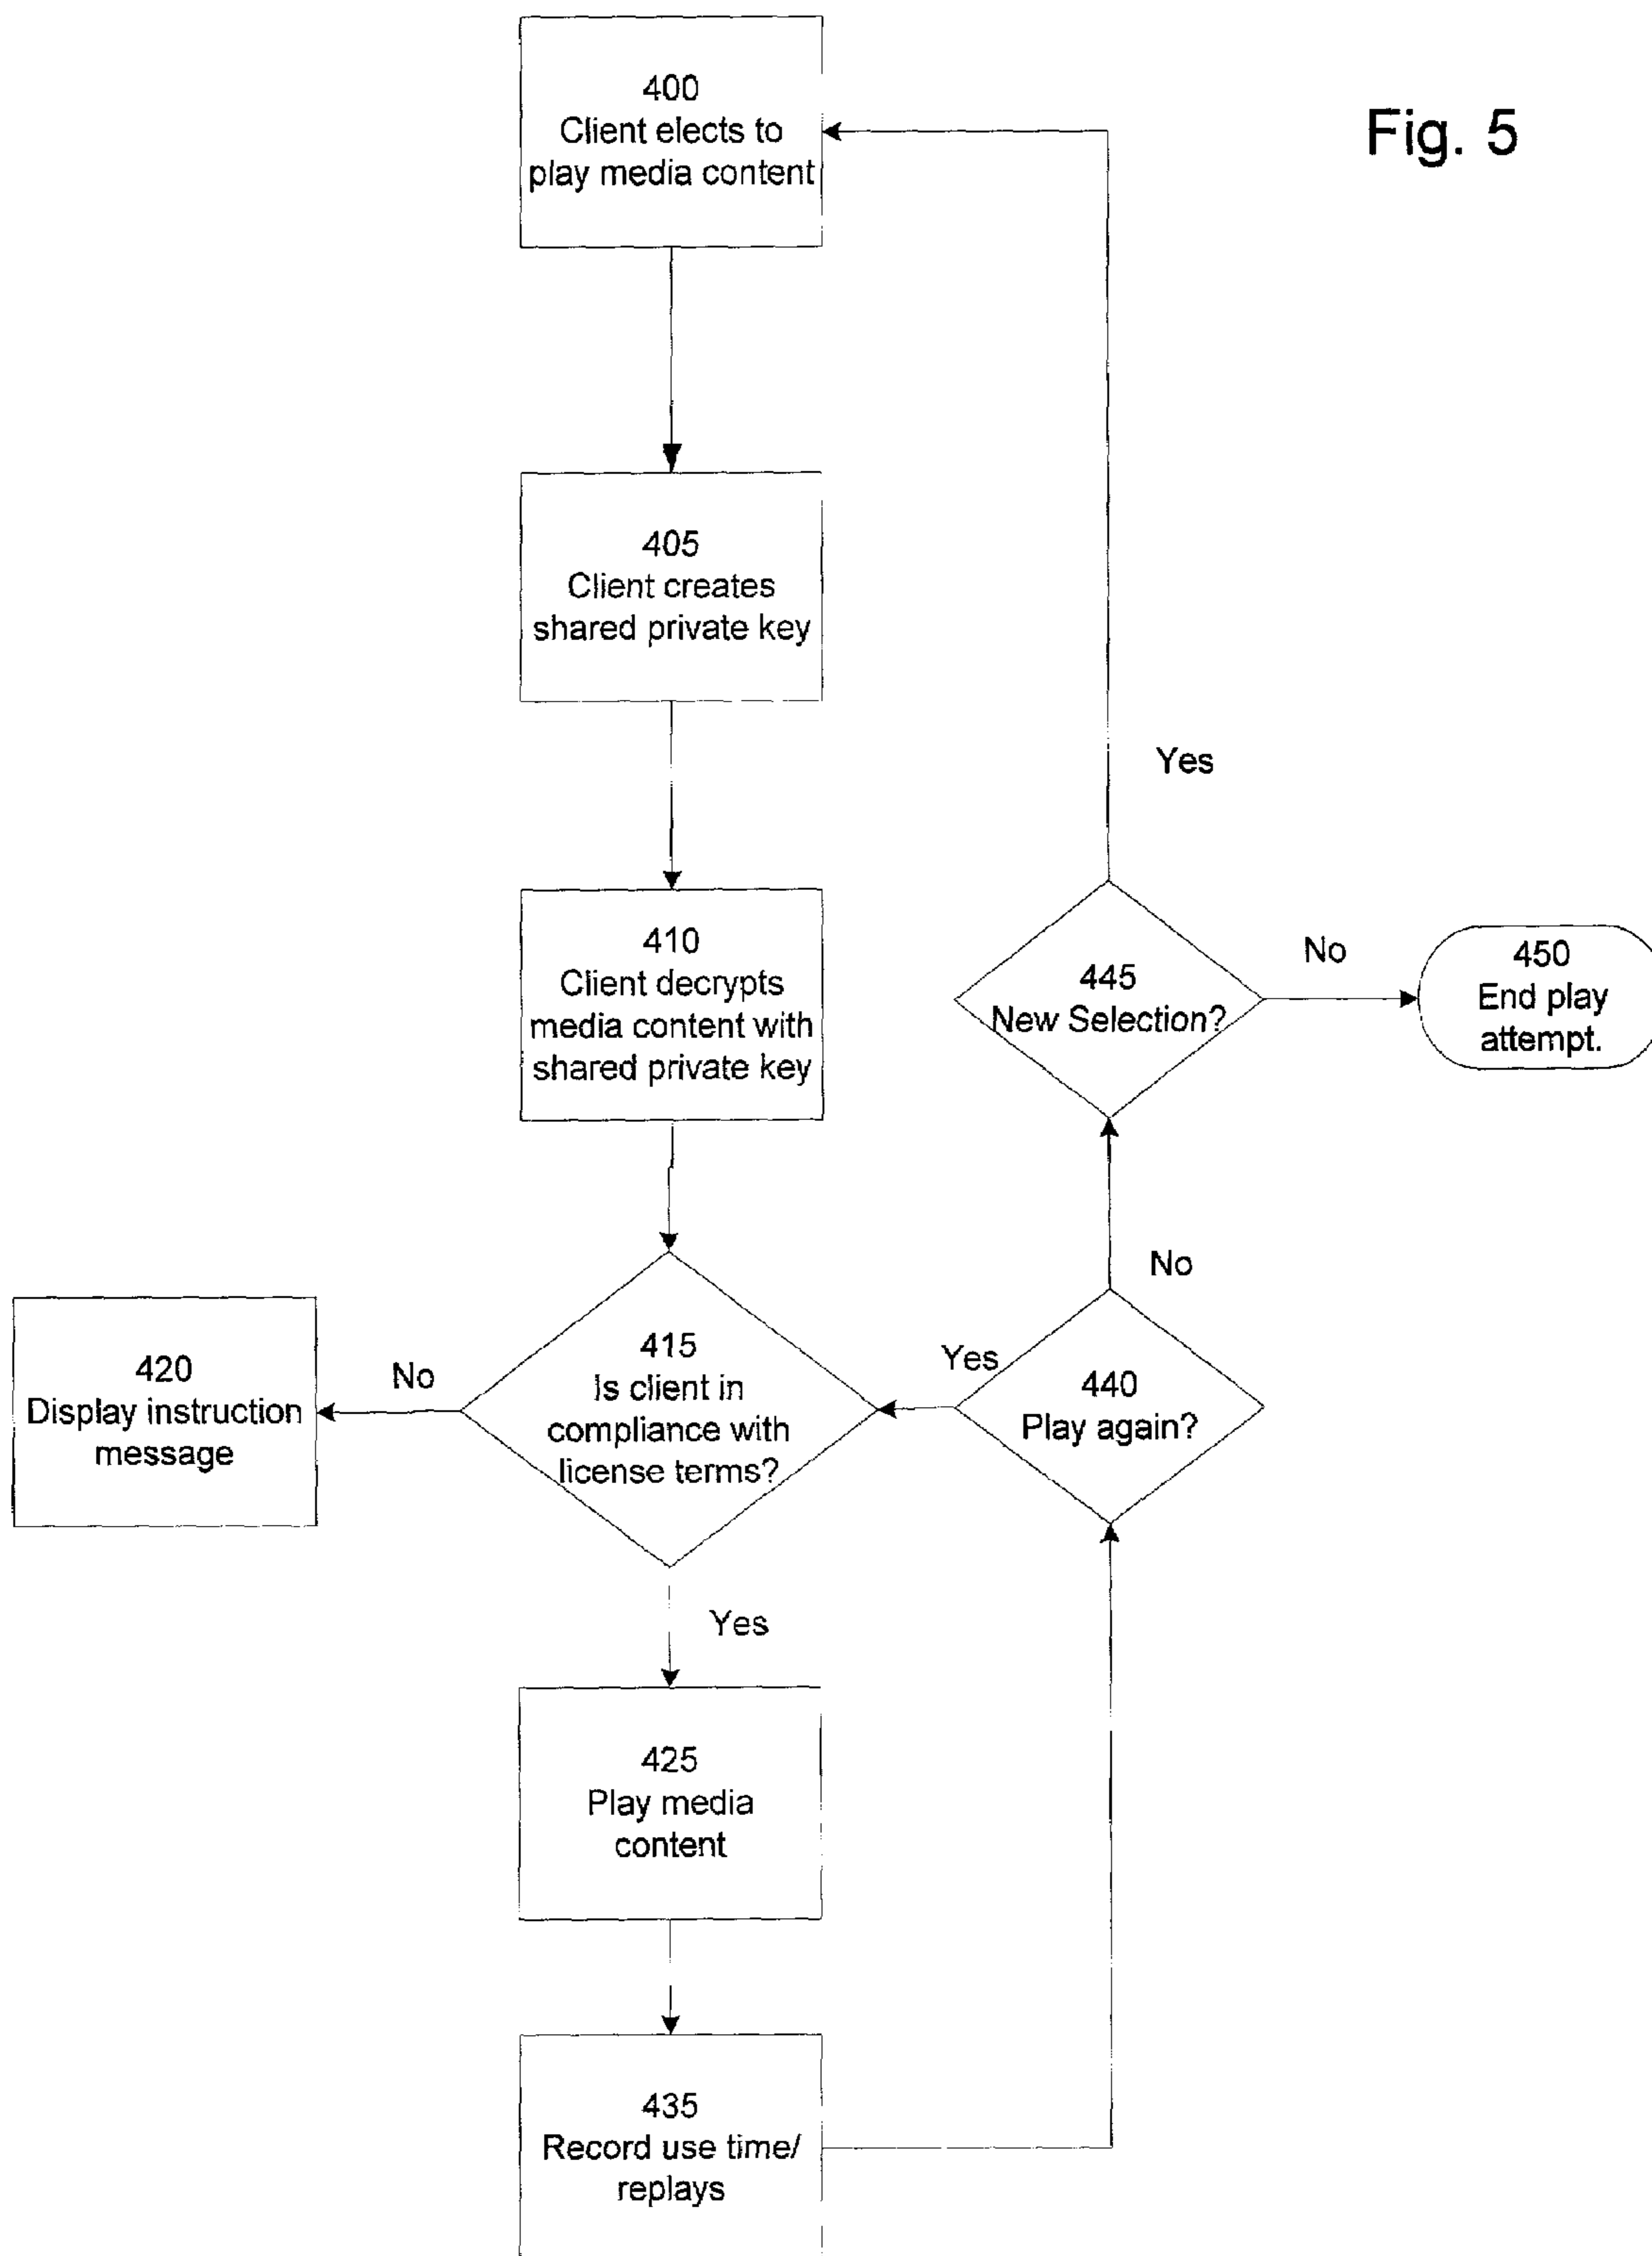 Fig. 5
400
Client elects to
play media content
405
Client creates
shared private key
Yes
410
Client decrypts
media content with
shared private key
445
New Selection?
No
450
End play
attempt.
No
415
Is client in
compliance with
license terms?
No
420
Display instruction
message
Yes
440
Play again?
Yes
425
Play media
content
435
Record use time/
replays